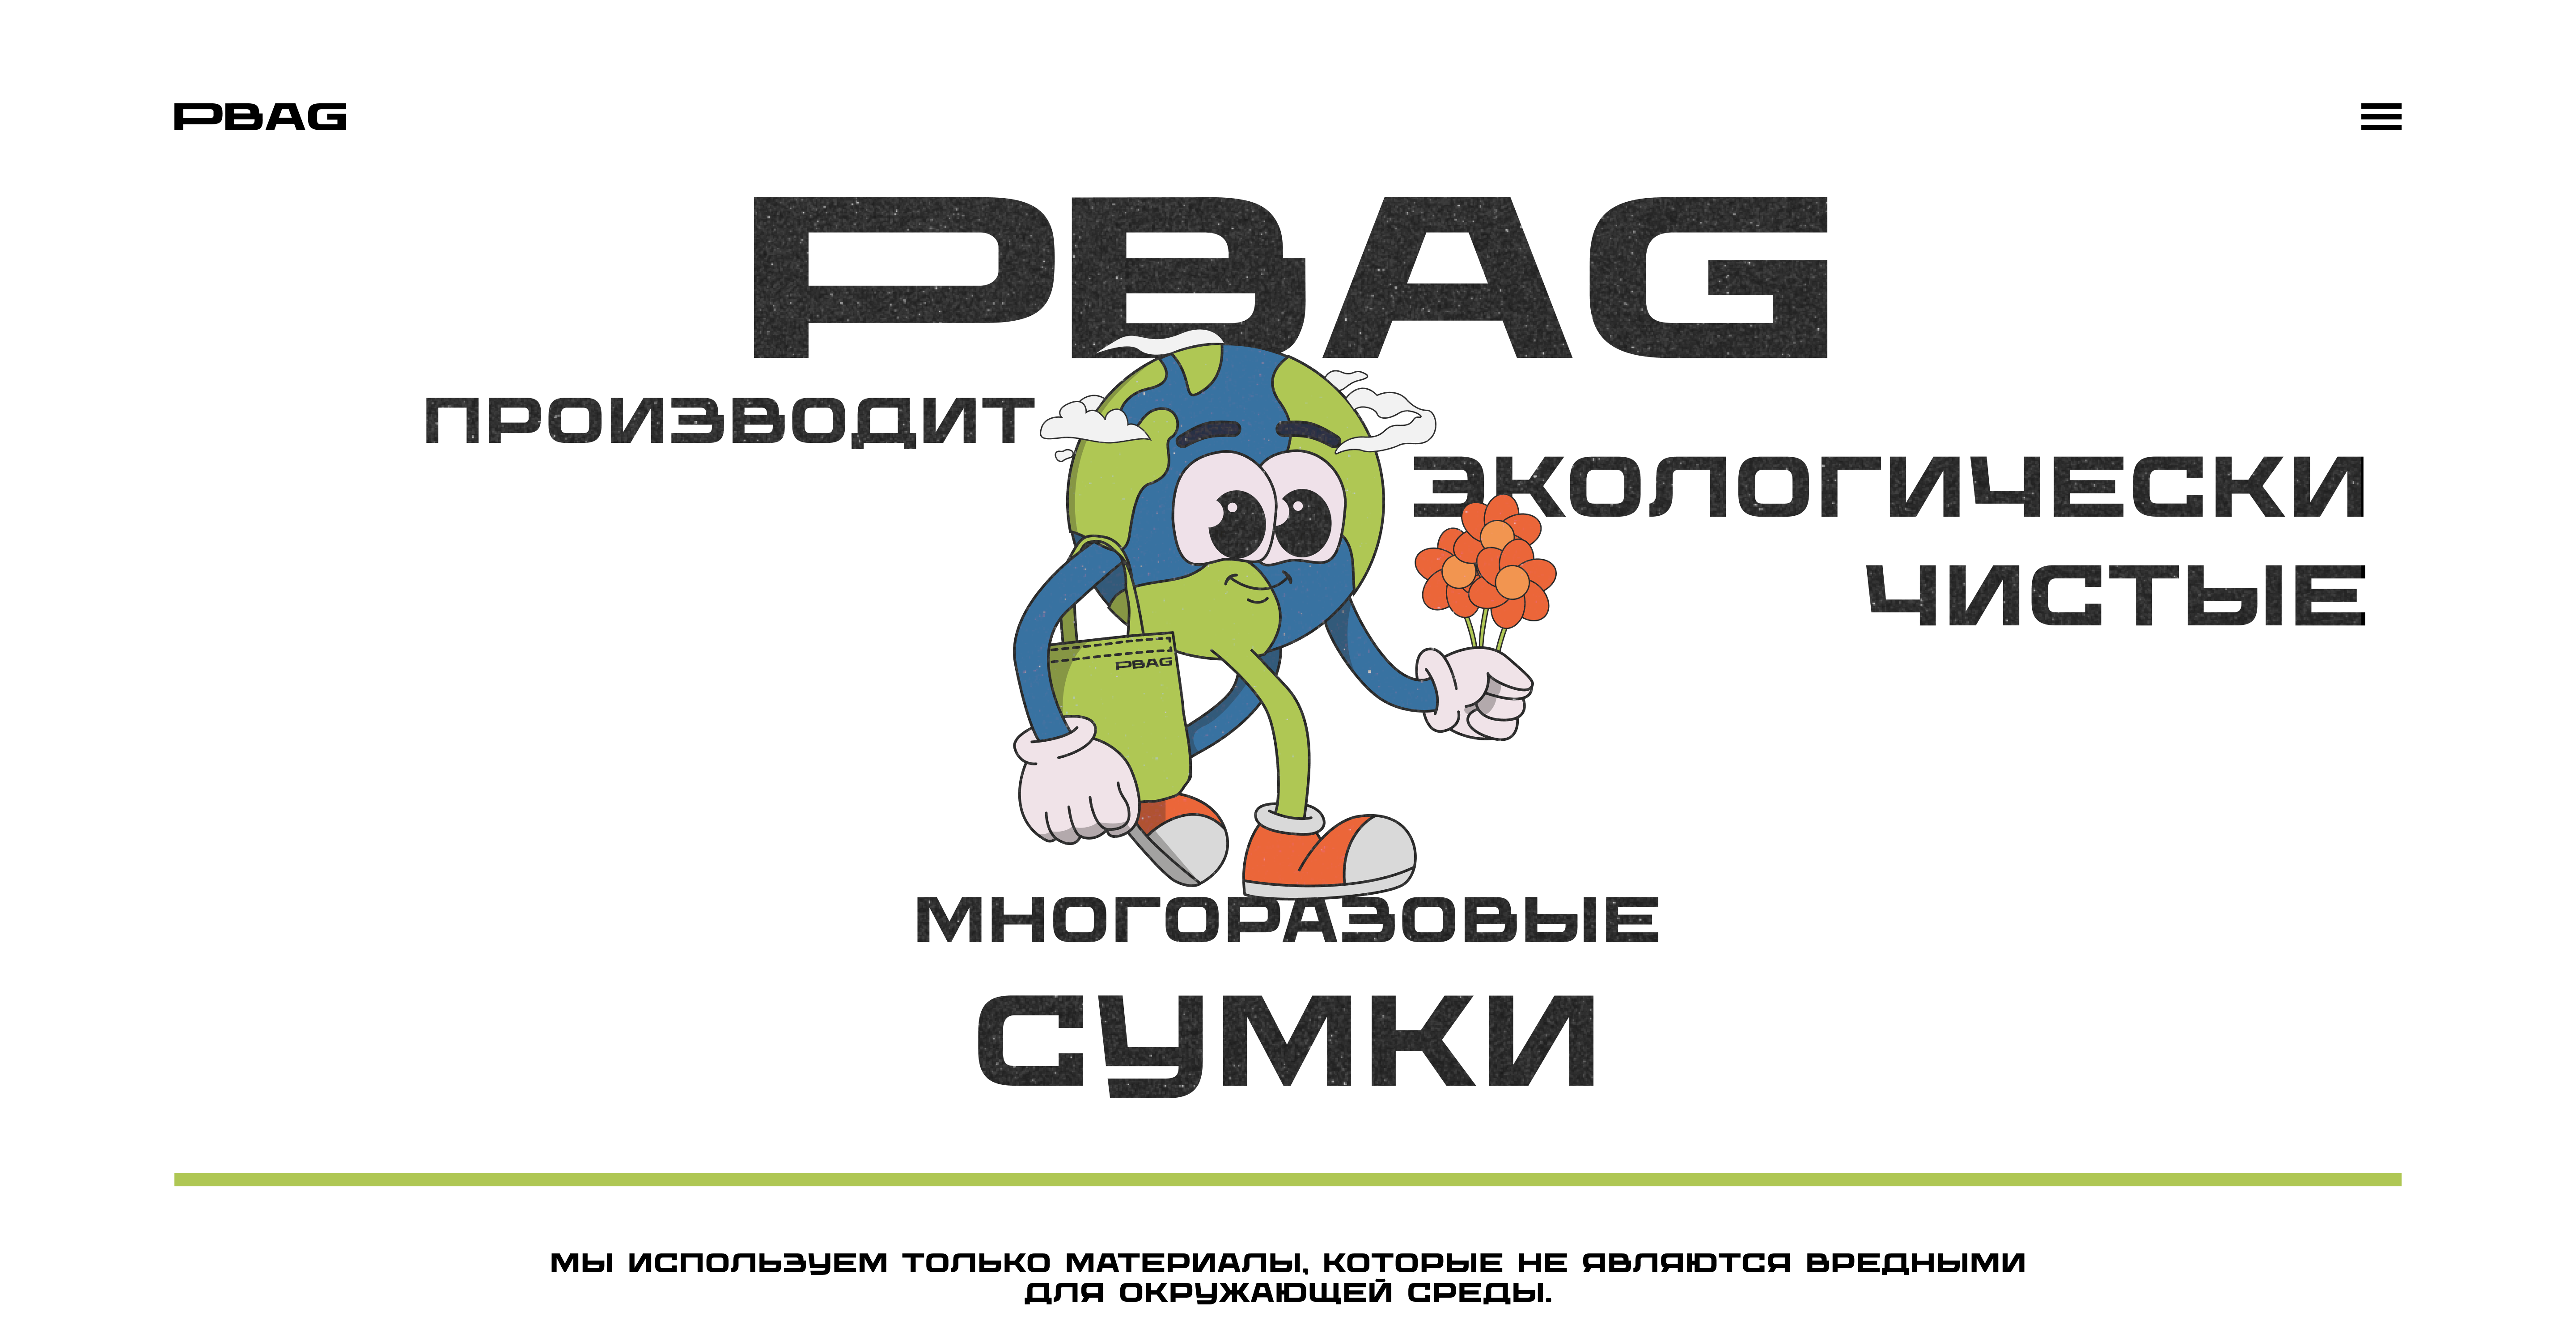 PBAG
PBAG
ПРОИЗВОДИТ
ЭКОЛОГИЧЕСКИ
ЧИСТЫЕ
PBAG
МНОГОРАЗОВЫЕ
СУМКИ
МЫ ИСПОЛЬЗУЕМ ТОЛЬКО МАТЕРИАЛЫ, КОТОРЫЕ НЕ ЯВЛЯЮТСЯ ВРЕДНЫМИ
ДЛЯ ОКРУЖАЮЩЕЙ СРЕДЫ.